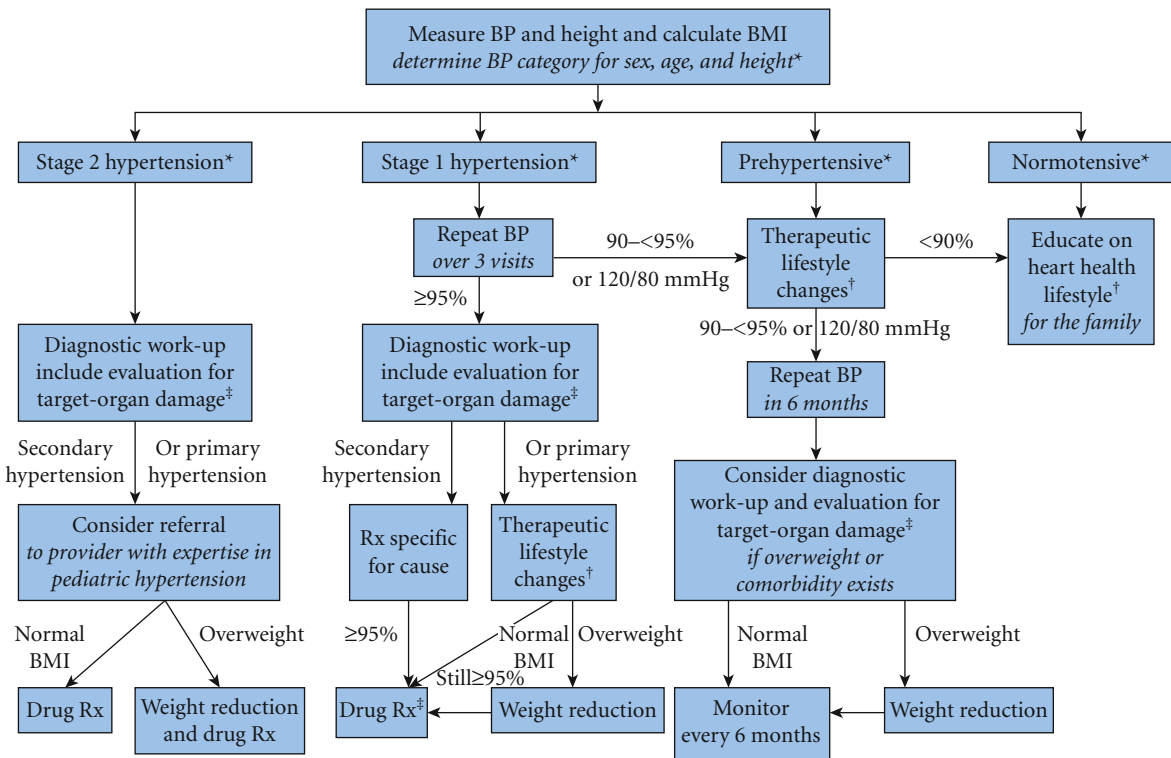 Measure BP and height and calculate BMI
determine BP category for sex, age, and height*
Stage 2 hypertension*
Stage 1 hypertension*
Prehypertensive*
Normotensive*
Repeat BP
over 3 visits
90–<95%
or 120/80 mmHg
Therapeutic
lifestyle
changes†
<90%
Educate on
heart health
lifestyle†
for the family
≥95%
90–<95% or 120/80 mmHg
Diagnostic work-up
include evaluation for
target-organ damage‡
Diagnostic work-up
include evaluation for
target-organ damage‡
Repeat BP
in 6 months
Secondary
hypertension
Or primary
hypertension
Secondary
hypertension
Or primary
hypertension
Consider diagnostic
work-up and evaluation for
target-organ damage‡
if overweight or
comorbidity exists
Consider referral
to provider with expertise in
pediatric hypertension
Rx specific
for cause
Therapeutic
lifestyle
changes†
Normal
BMI
Overweight
≥95%
Normal
BMI
Overweight
Still≥95%
Normal
BMI
Overweight
Drug Rx
Weight reduction
and drug Rx
Drug Rx‡
Weight reduction
Monitor
every 6 months
Weight reduction